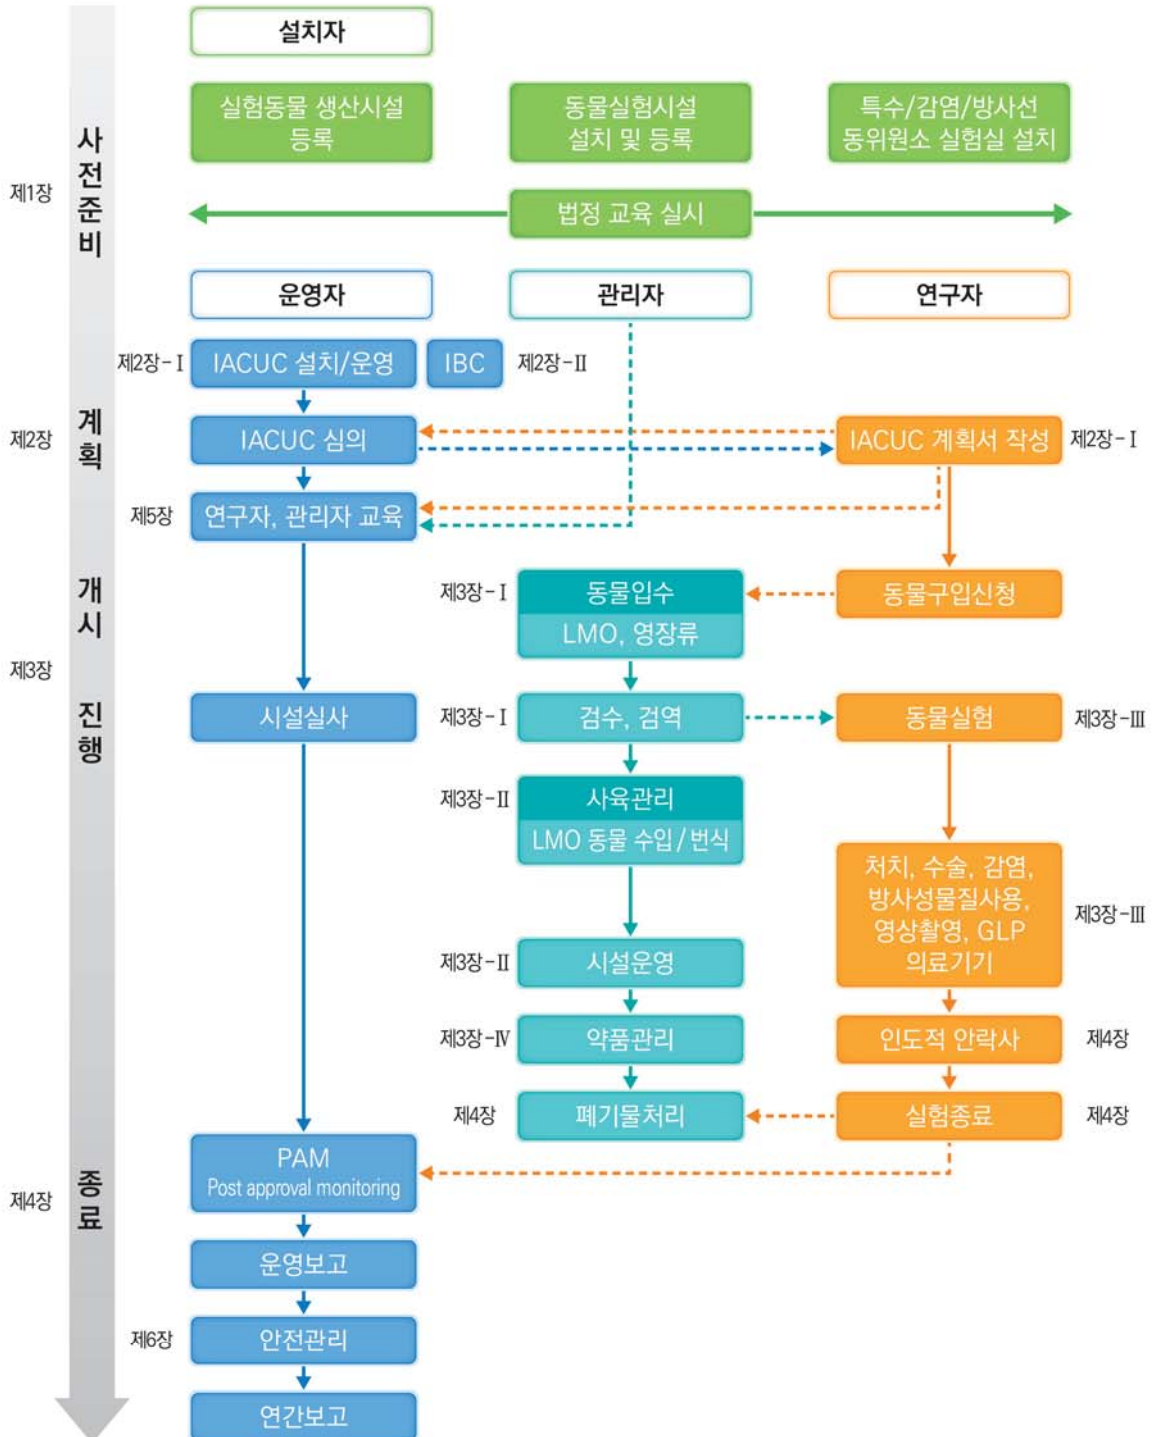 설치자
실험동물 생산시설
등록
동물실험시설
설치 및 등록
특수/감염/방사선
동위원소 실험실 설치
사전준비
제1장
법정 교육 실시
운영자
관리자
연구자
제2장-Ⅰ
IACUC 설치/운영
IBC
제2장-Ⅱ
계획
제2장
IACUC 심의
IACUC 계획서 작성
제2장-Ⅰ
제5장
연구자, 관리자 교육
개시
제3장-Ⅰ
동물입수
LMO, 영장류
동물구입신청
제3장
진행
시설실사
제3장-Ⅰ
검수, 검역
동물실험
제3장-Ⅲ
제3장-Ⅱ
사육관리
LMO 동물 수입/번식
처치, 수술, 감염,
방사성물질사용,
영상촬영, GLP
의료기기
제3장-Ⅲ
제3장-Ⅱ
시설운영
제3장-Ⅳ
약품관리
인도적 안락사
제4장
제4장
폐기물처리
실험종료
제4장
종료
제4장
PAM
Post approval monitoring
운영보고
제6장
안전관리
연간보고